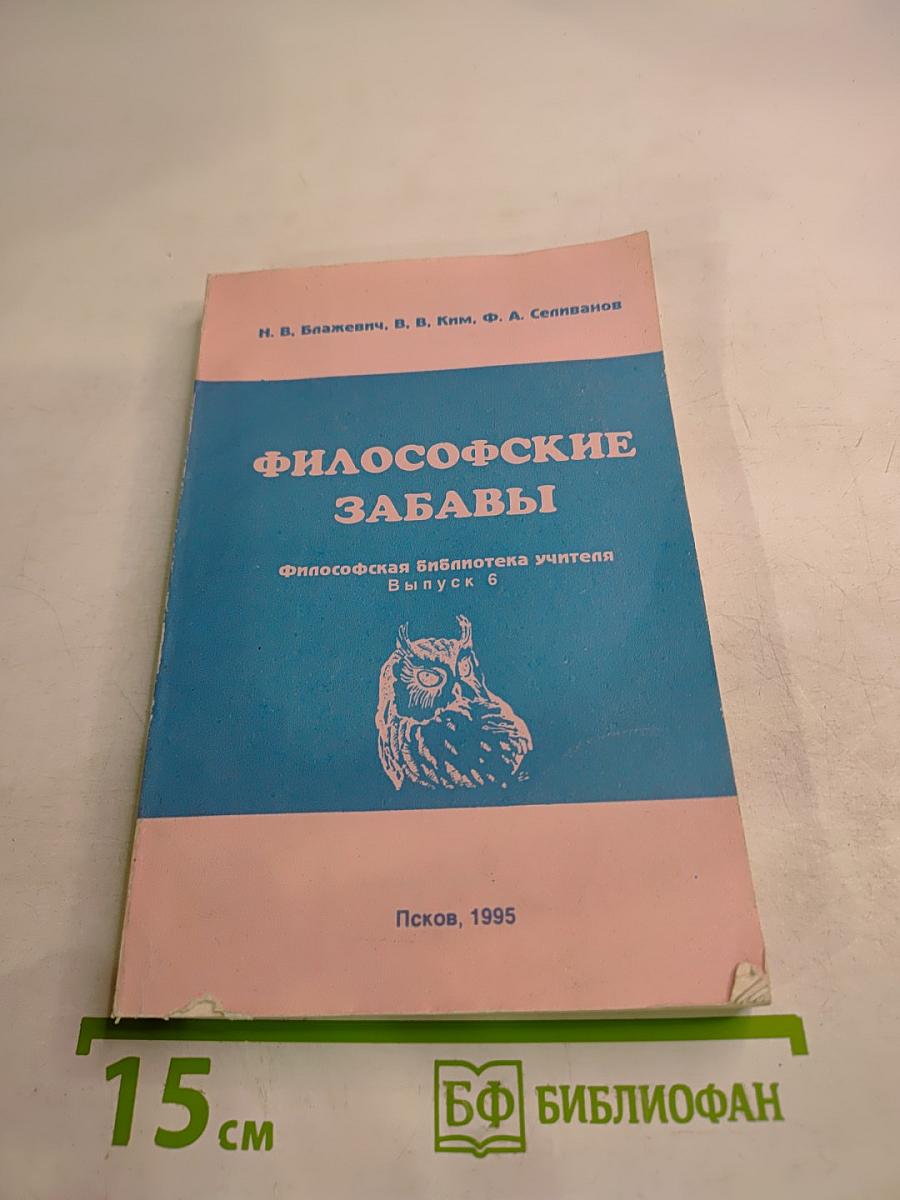 Н. В. Блажевич, В. В. Ким, Ф. А. Селиванов
ФИЛОСОФСКИЕ
ЗАБАВЫ
Философская библиотека учителя
Выпуск 6
Псков, 1995
15 см
БФ БИБЛИОФАН